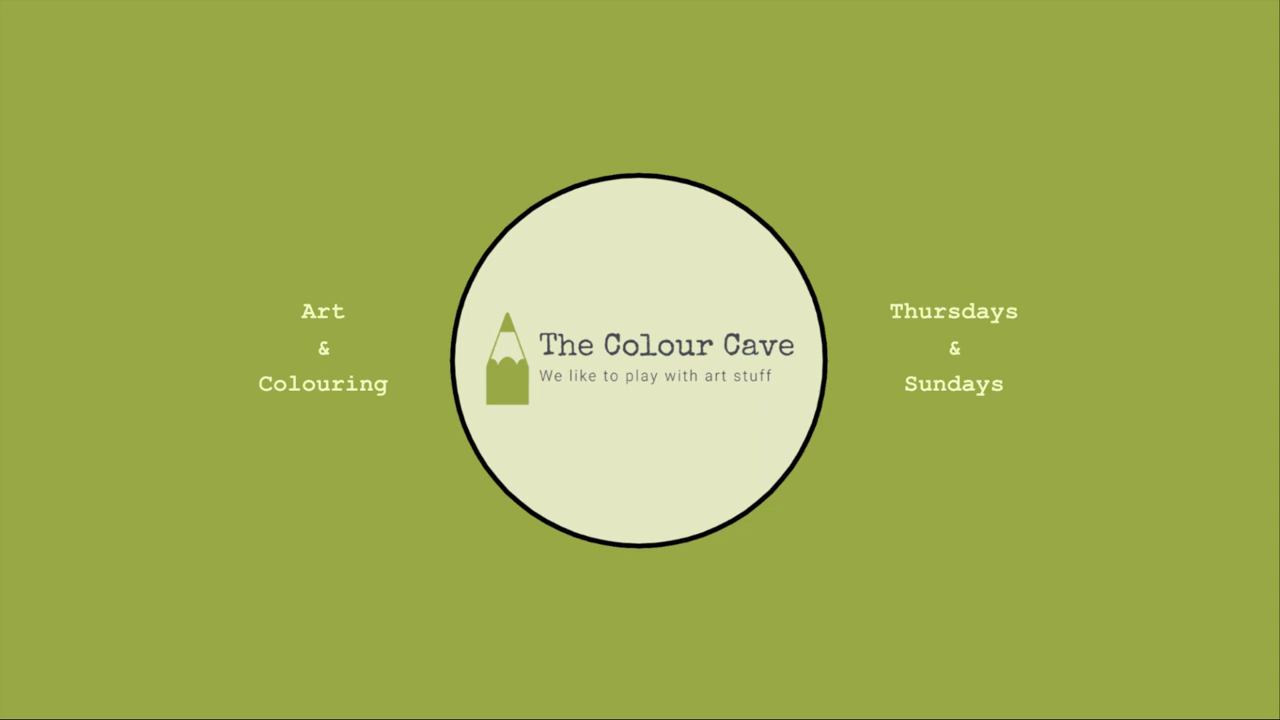 Art
&
Colouring
The Colour Cave
We like to play with art stuff
Thursdays
&
Sundays